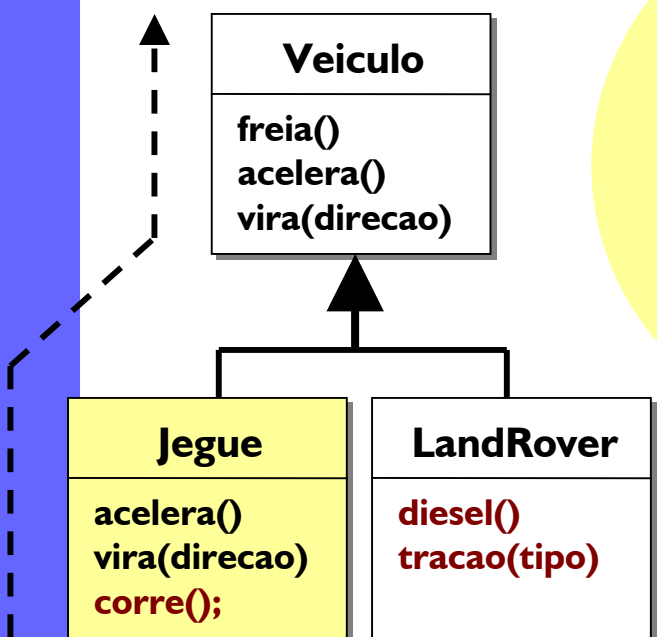 Veiculo
freia()
acelera()
vira(direcao)
Jegue
acelera()
vira(direcao)
corre();
LandRover
diesel()
tracao(tipo)